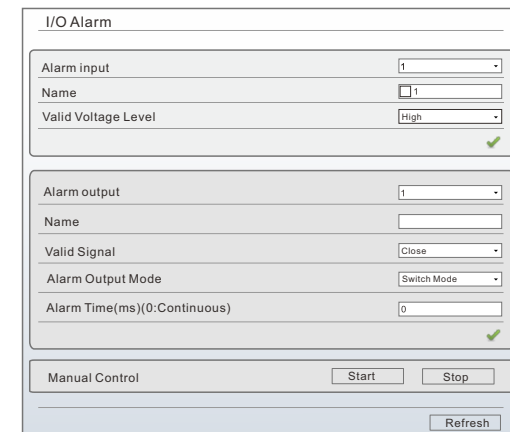 I/O Alarm
Alarm input 1
Name 1
Valid Voltage Level High
Alarm output 1
Name
Valid Signal Close
Alarm Output Mode Switch Mode
Alarm Time(ms)(0:Continuous) 0
Manual Control Start Stop
Refresh